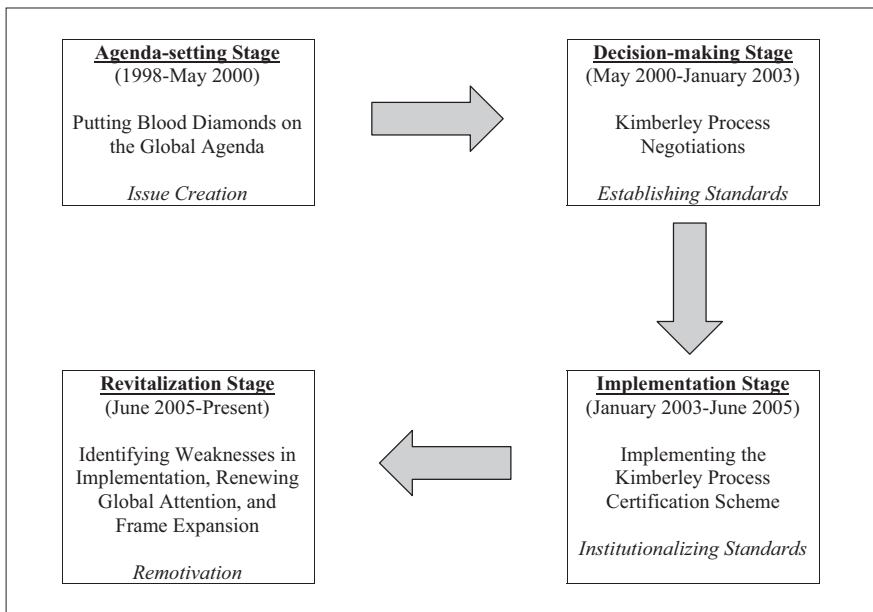 Agenda-setting Stage
(1998-May 2000)
Putting Blood Diamonds on
the Global Agenda
Issue Creation
Decision-making Stage
(May 2000-January 2003)
Kimberley Process
Negotiations
Establishing Standards
Implementation Stage
(January 2003-June 2005)
Implementing the
Kimberley Process
Certification Scheme
Institutionalizing Standards
Revitalization Stage
(June 2005-Present)
Identifying Weaknesses in
Implementation, Renewing
Global Attention, and
Frame Expansion
Remotivation